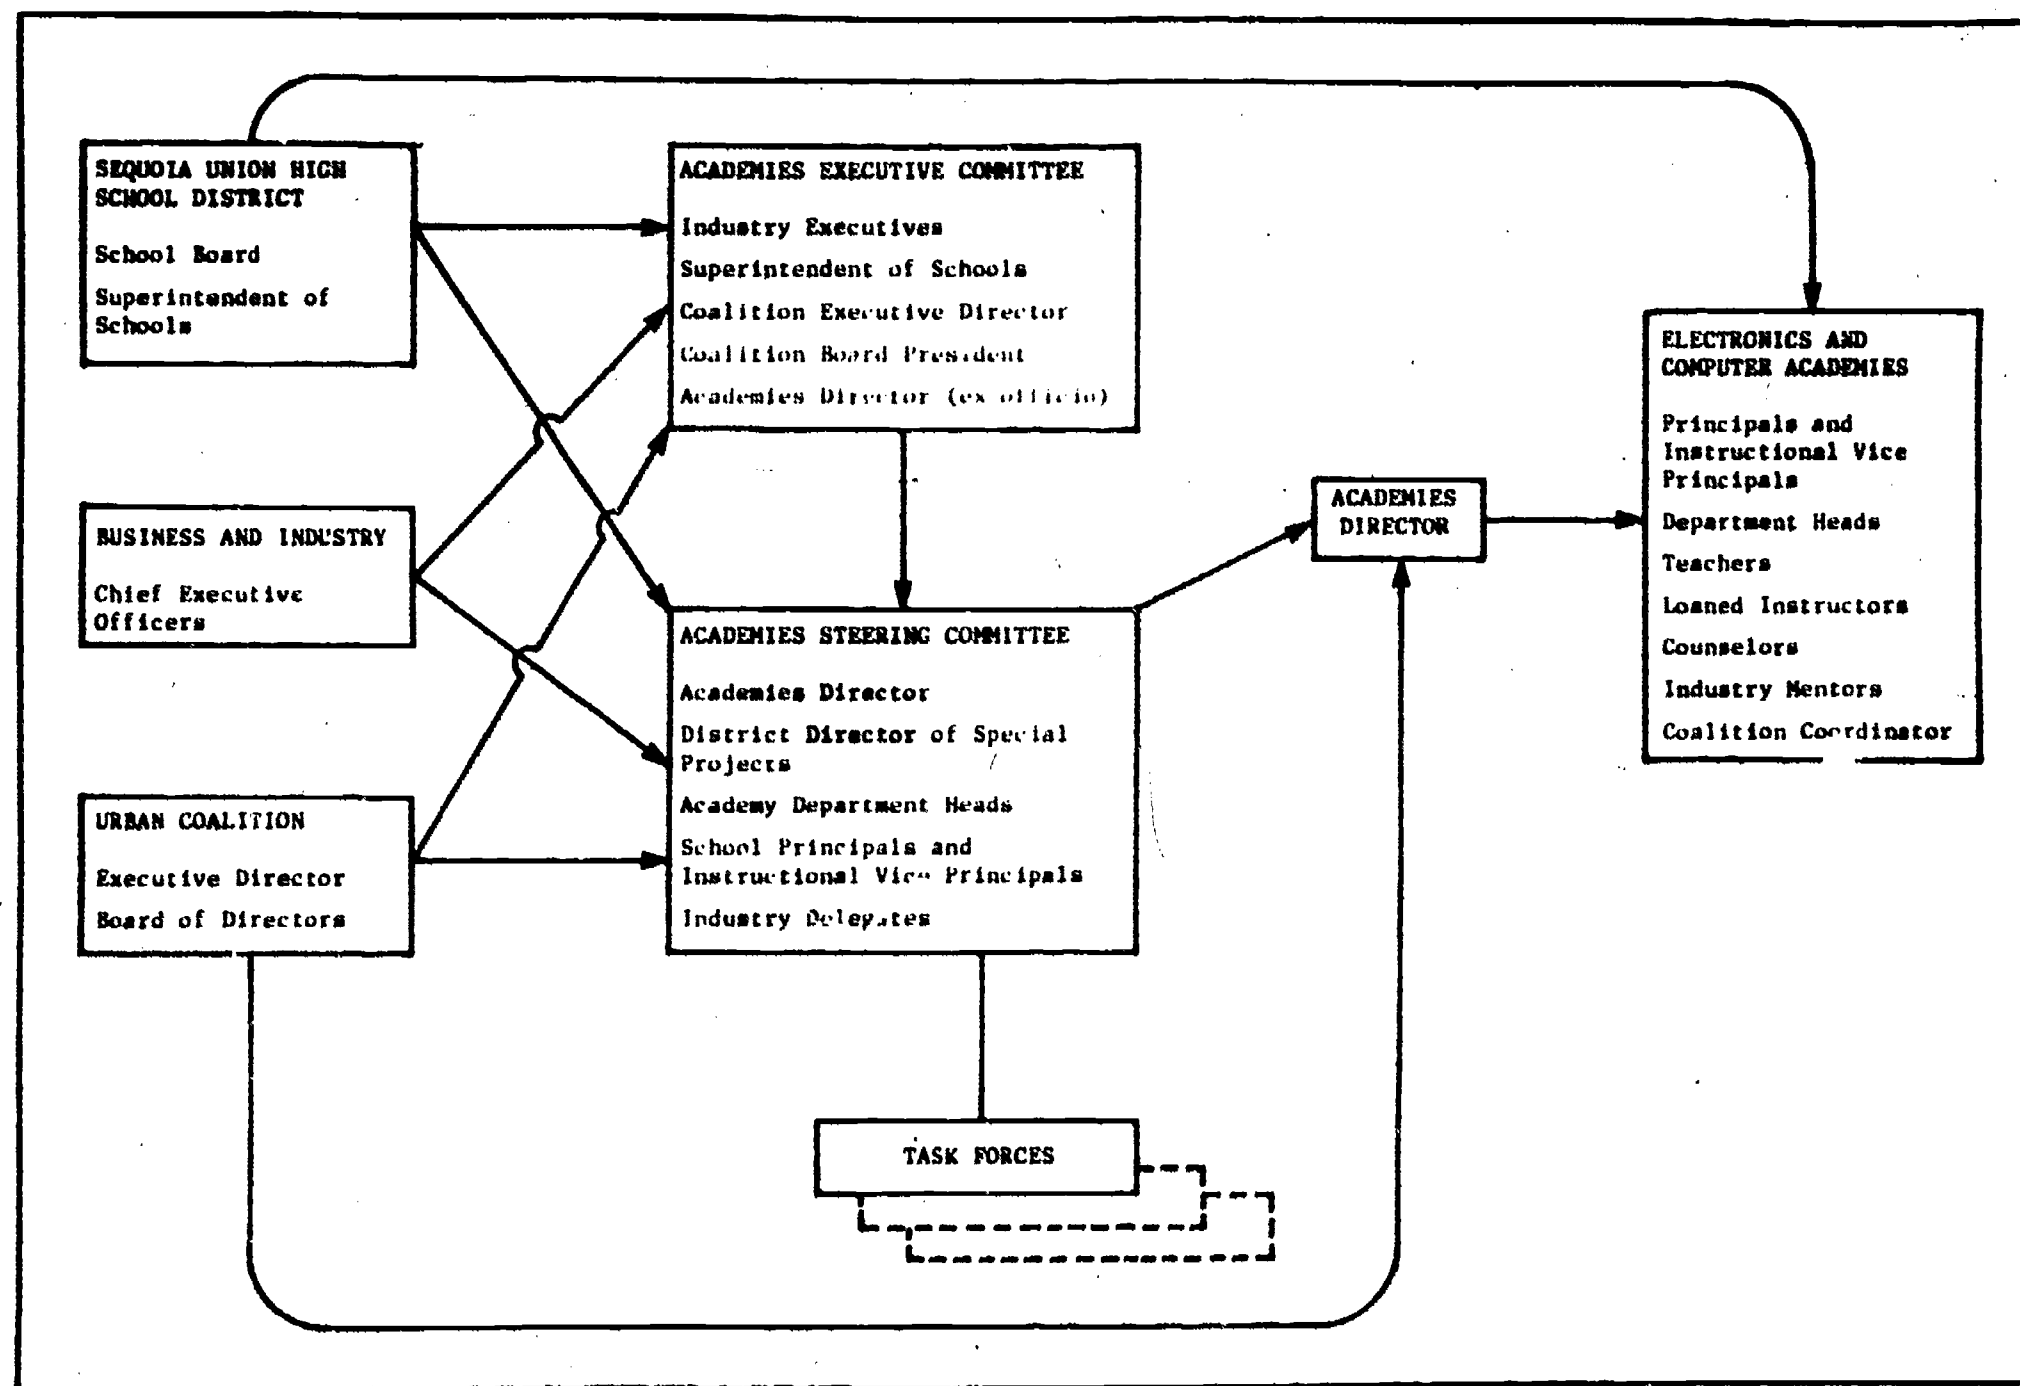 SEQUOIA UNION HIGH
SCHOOL DISTRICT
School Board
Superintendent of
Schools
BUSINESS AND INDUSTRY
Chief Executive
Officers
URBAN COALITION
Executive Director
Board of Directors
ACADEMIES EXECUTIVE COMMITTEE
Industry Executives
Superintendent of Schools
Coalition Executive Director
Coalition Board President
Academies Director (ex officio)
ACADEMIES STEERING COMMITTEE
Academies Director
District Director of Special
Projects
Academy Department Heads
School Principals and
Instructional Vice Principals
Industry Delegates
TASK FORCES
ACADEMIES
DIRECTOR
ELECTRONICS AND
COMPUTER ACADEMIES
Principals and
Instructional Vice
Principals
Department Heads
Teachers
Loaned Instructors
Counselors
Industry Mentors
Coalition Coordinator